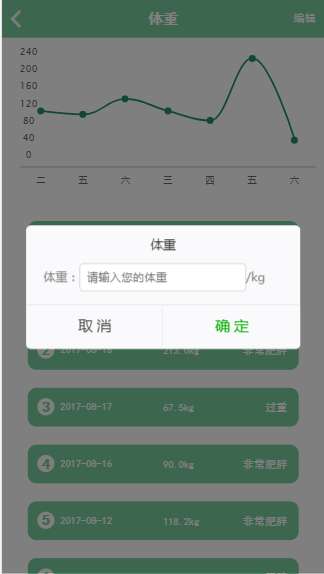 体重
编辑
240
200
160
120
80
40
0
二 五 六 三 四 五 六
体重
体重：请输入您的体重/kg
取消 确定
2 2017-08-18 213.0kg 非常肥胖
3 2017-08-17 67.5kg 过重
4 2017-08-16 90.0kg 非常肥胖
5 2017-08-12 118.2kg 非常肥胖